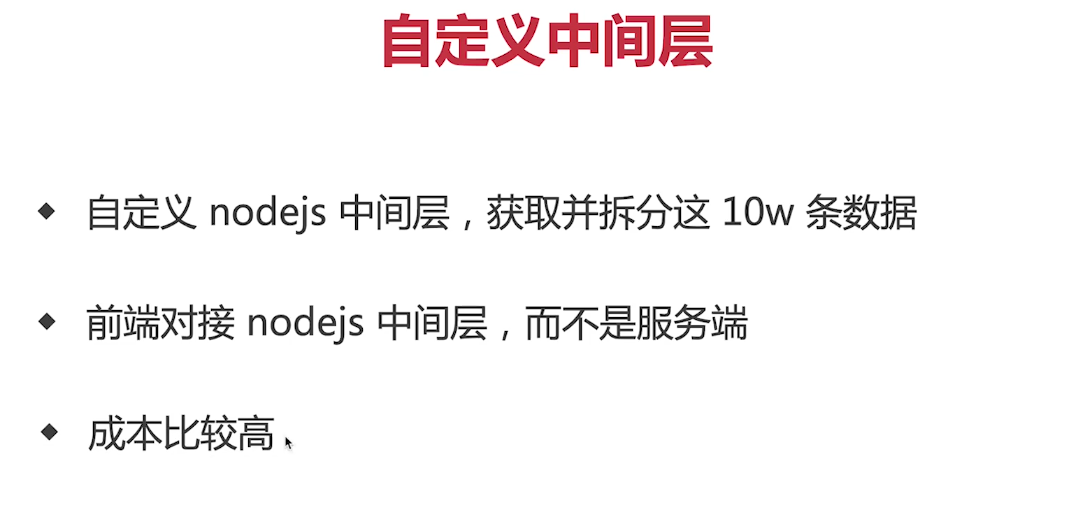 自定义中间层
◆ 自定义 nodejs 中间层，获取并拆分这 10w 条数据
◆ 前端对接 nodejs 中间层，而不是服务端
◆ 成本比较高